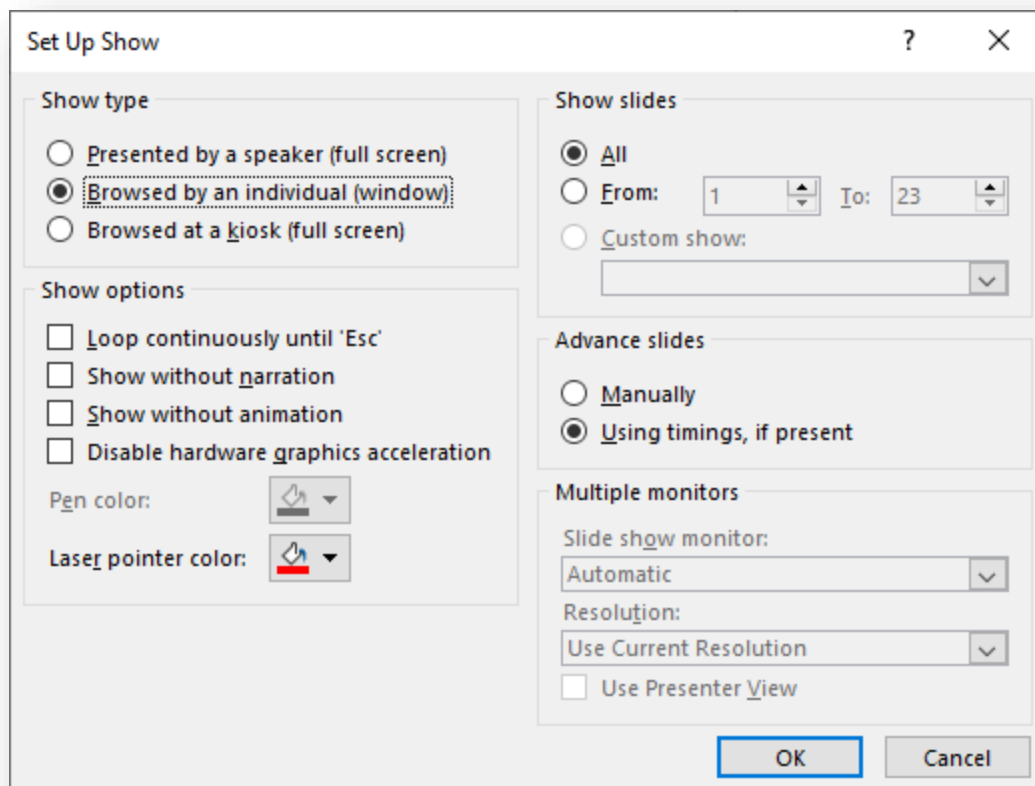 Set Up Show
?
Show type
Presented by a speaker (full screen)
Browsed by an individual (window)
Browsed at a kiosk (full screen)
Show options
Loop continuously until 'Esc'
Show without narration
Show without animation
Disable hardware graphics acceleration
Pen color:
Laser pointer color:
Show slides
All
From: 1 To: 23
Custom show:
Advance slides
Manually
Using timings, if present
Multiple monitors
Slide show monitor:
Automatic
Resolution:
Use Current Resolution
Use Presenter View
OK Cancel